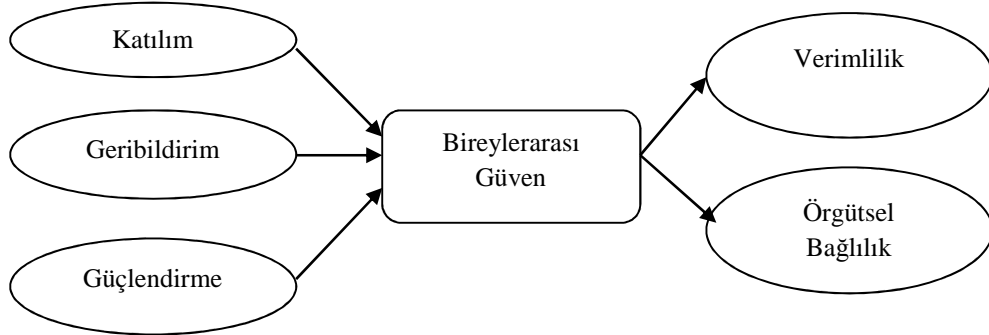 Katılım
Geribildirim
Güçlendirme
Bireylerarası
Güven
Verimlilik
Örgütsel
Bağlılık